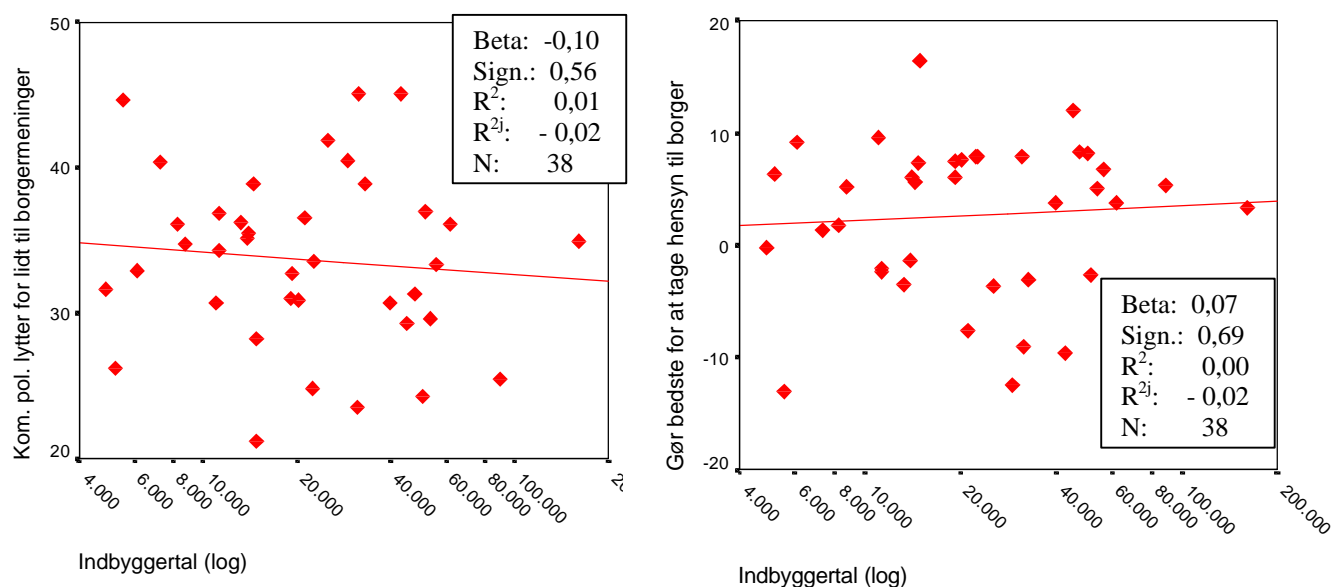 Kom. pol. lytter for lidt til borgermeninger
50
40
30
20
Beta: -0,10
Sign.: 0,56
R²: 0,01
R²ʲ: - 0,02
N: 38
4.000
6.000
8.000
10.000
20.000
40.000
60.000
80.000
100.000
20
Indbyggertal (log)
Gør bedste for at tage hensyn til borger
20
10
0
-10
-20
Beta: 0,07
Sign.: 0,69
R²: 0,00
R²ʲ: - 0,02
N: 38
4.000
6.000
8.000
10.000
20.000
40.000
60.000
80.000
100.000
200.000
Indbyggertal (log)